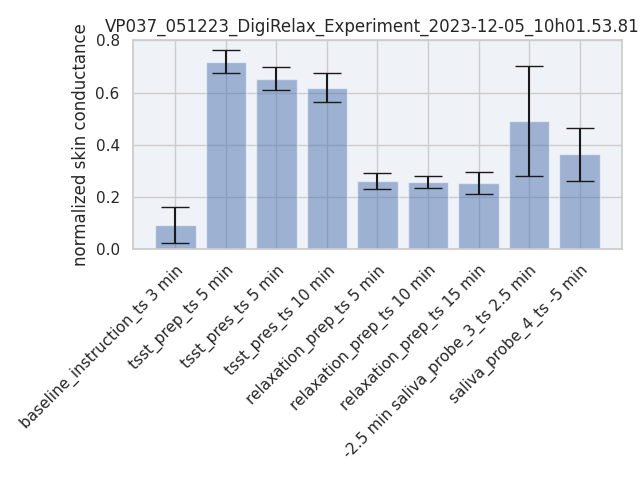 VP037_051223_DigiRelax_Experiment_2023-12-05_10h01.53.81
normalized skin conductance
0.8
0.6
0.4
0.2
0.0
baseline_instruction_ts 3 min
tsst_prep_ts 5 min
tsst_pres_ts 5 min
tsst_pres_ts 10 min
relaxation_prep_ts 5 min
relaxation_prep_ts 10 min
relaxation_prep_ts 15 min
-2.5 min saliva_probe_3_ts 2.5 min
saliva_probe_4_ts -5 min